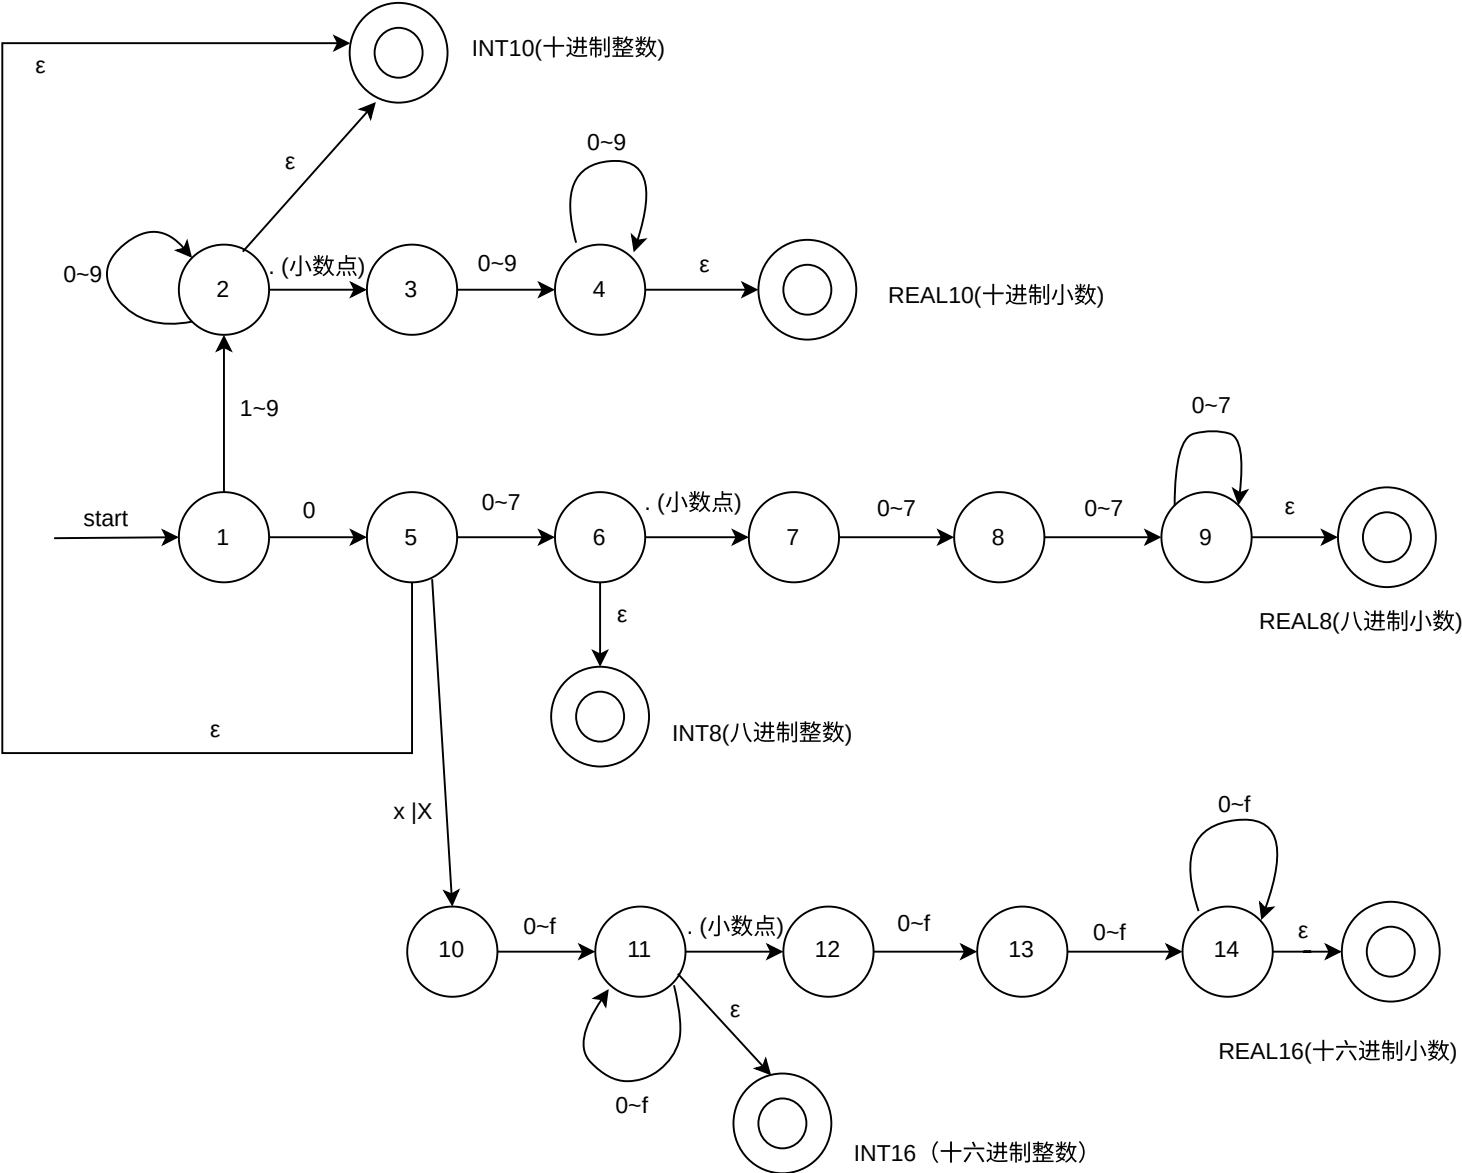 INT10(十进制整数)
ε
0~9
ε
0~9
2
. (小数点)
3
0~9
4
ε
REAL10(十进制小数)
1~9
0~7
start
1
0
5
0~7
6
. (小数点)
7
0~7
8
0~7
9
ε
REAL8(八进制小数)
ε
ε
INT8(八进制整数)
x |X
0~f
10
0~f
11
. (小数点)
12
0~f
13
0~f
14
ε
REAL16(十六进制小数)
ε
0~f
INT16（十六进制整数）